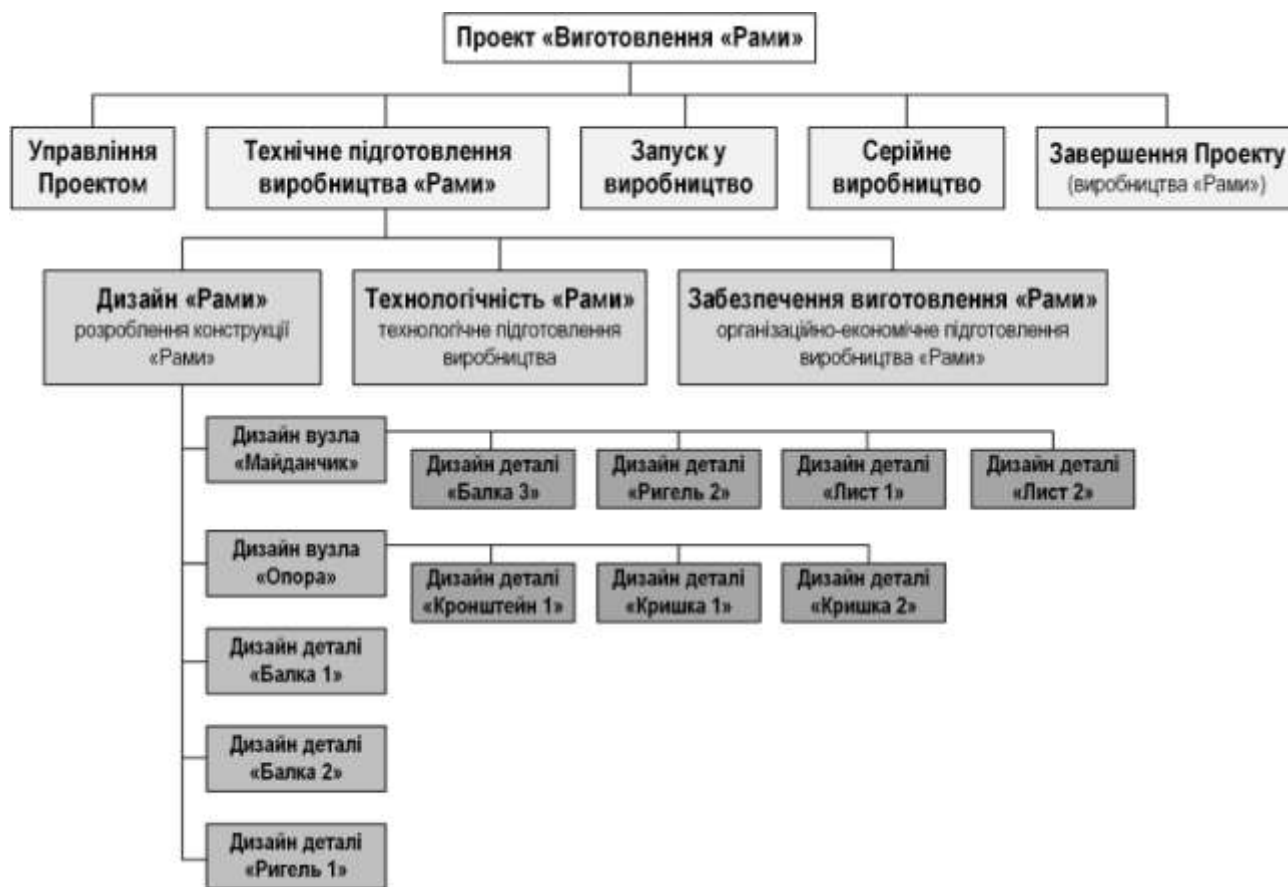 Проект «Виготовлення «Рами»
Управління
Проектом
Технічне підготовлення
виробництва «Рами»
Запуск у
виробництво
Серійне
виробництво
Завершення Проекту
(виробництва «Рами»)
Дизайн «Рами»
розроблення конструкції
«Рами»
Технологічність «Рами»
технологічне підготовлення
виробництва
Забезпечення виготовлення «Рами»
організаційно-економічне підготовлення
виробництва «Рами»
Дизайн вузла
«Майданчик»
Дизайн деталі
«Балка 3»
Дизайн деталі
«Ригель 2»
Дизайн деталі
«Лист 1»
Дизайн деталі
«Лист 2»
Дизайн вузла
«Опора»
Дизайн деталі
«Кронштейн 1»
Дизайн деталі
«Кришка 1»
Дизайн деталі
«Кришка 2»
Дизайн деталі
«Балка 1»
Дизайн деталі
«Балка 2»
Дизайн деталі
«Ригель 1»